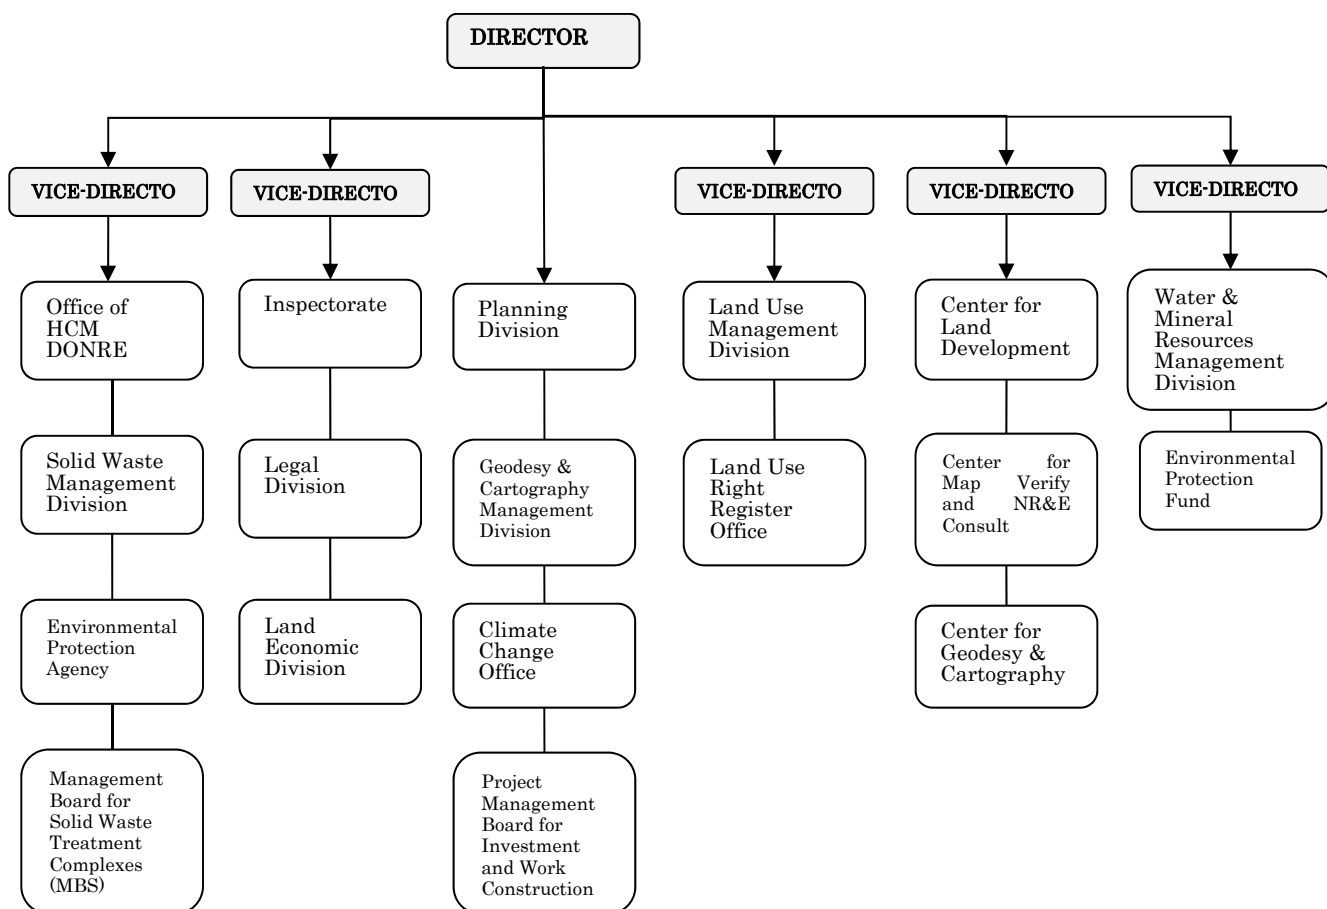 DIRECTOR
VICE-DIRECTO
VICE-DIRECTO
VICE-DIRECTO
VICE-DIRECTO
VICE-DIRECTO
Office of
HCM
DONRE
Inspectorate
Planning
Division
Land Use
Management
Division
Center for
Land
Development
Water &
Mineral
Resources
Management
Division
Solid Waste
Management
Division
Legal
Division
Geodesy &
Cartography
Management
Division
Land Use
Right
Register
Office
Center for
Map Verify
and NR&E
Consult
Environmental
Protection
Fund
Environmental
Protection
Agency
Land
Economic
Division
Climate
Change
Office
Center for
Geodesy &
Cartography
Management
Board for
Solid Waste
Treatment
Complexes
(MBS)
Project
Management
Board for
Investment
and Work
Construction